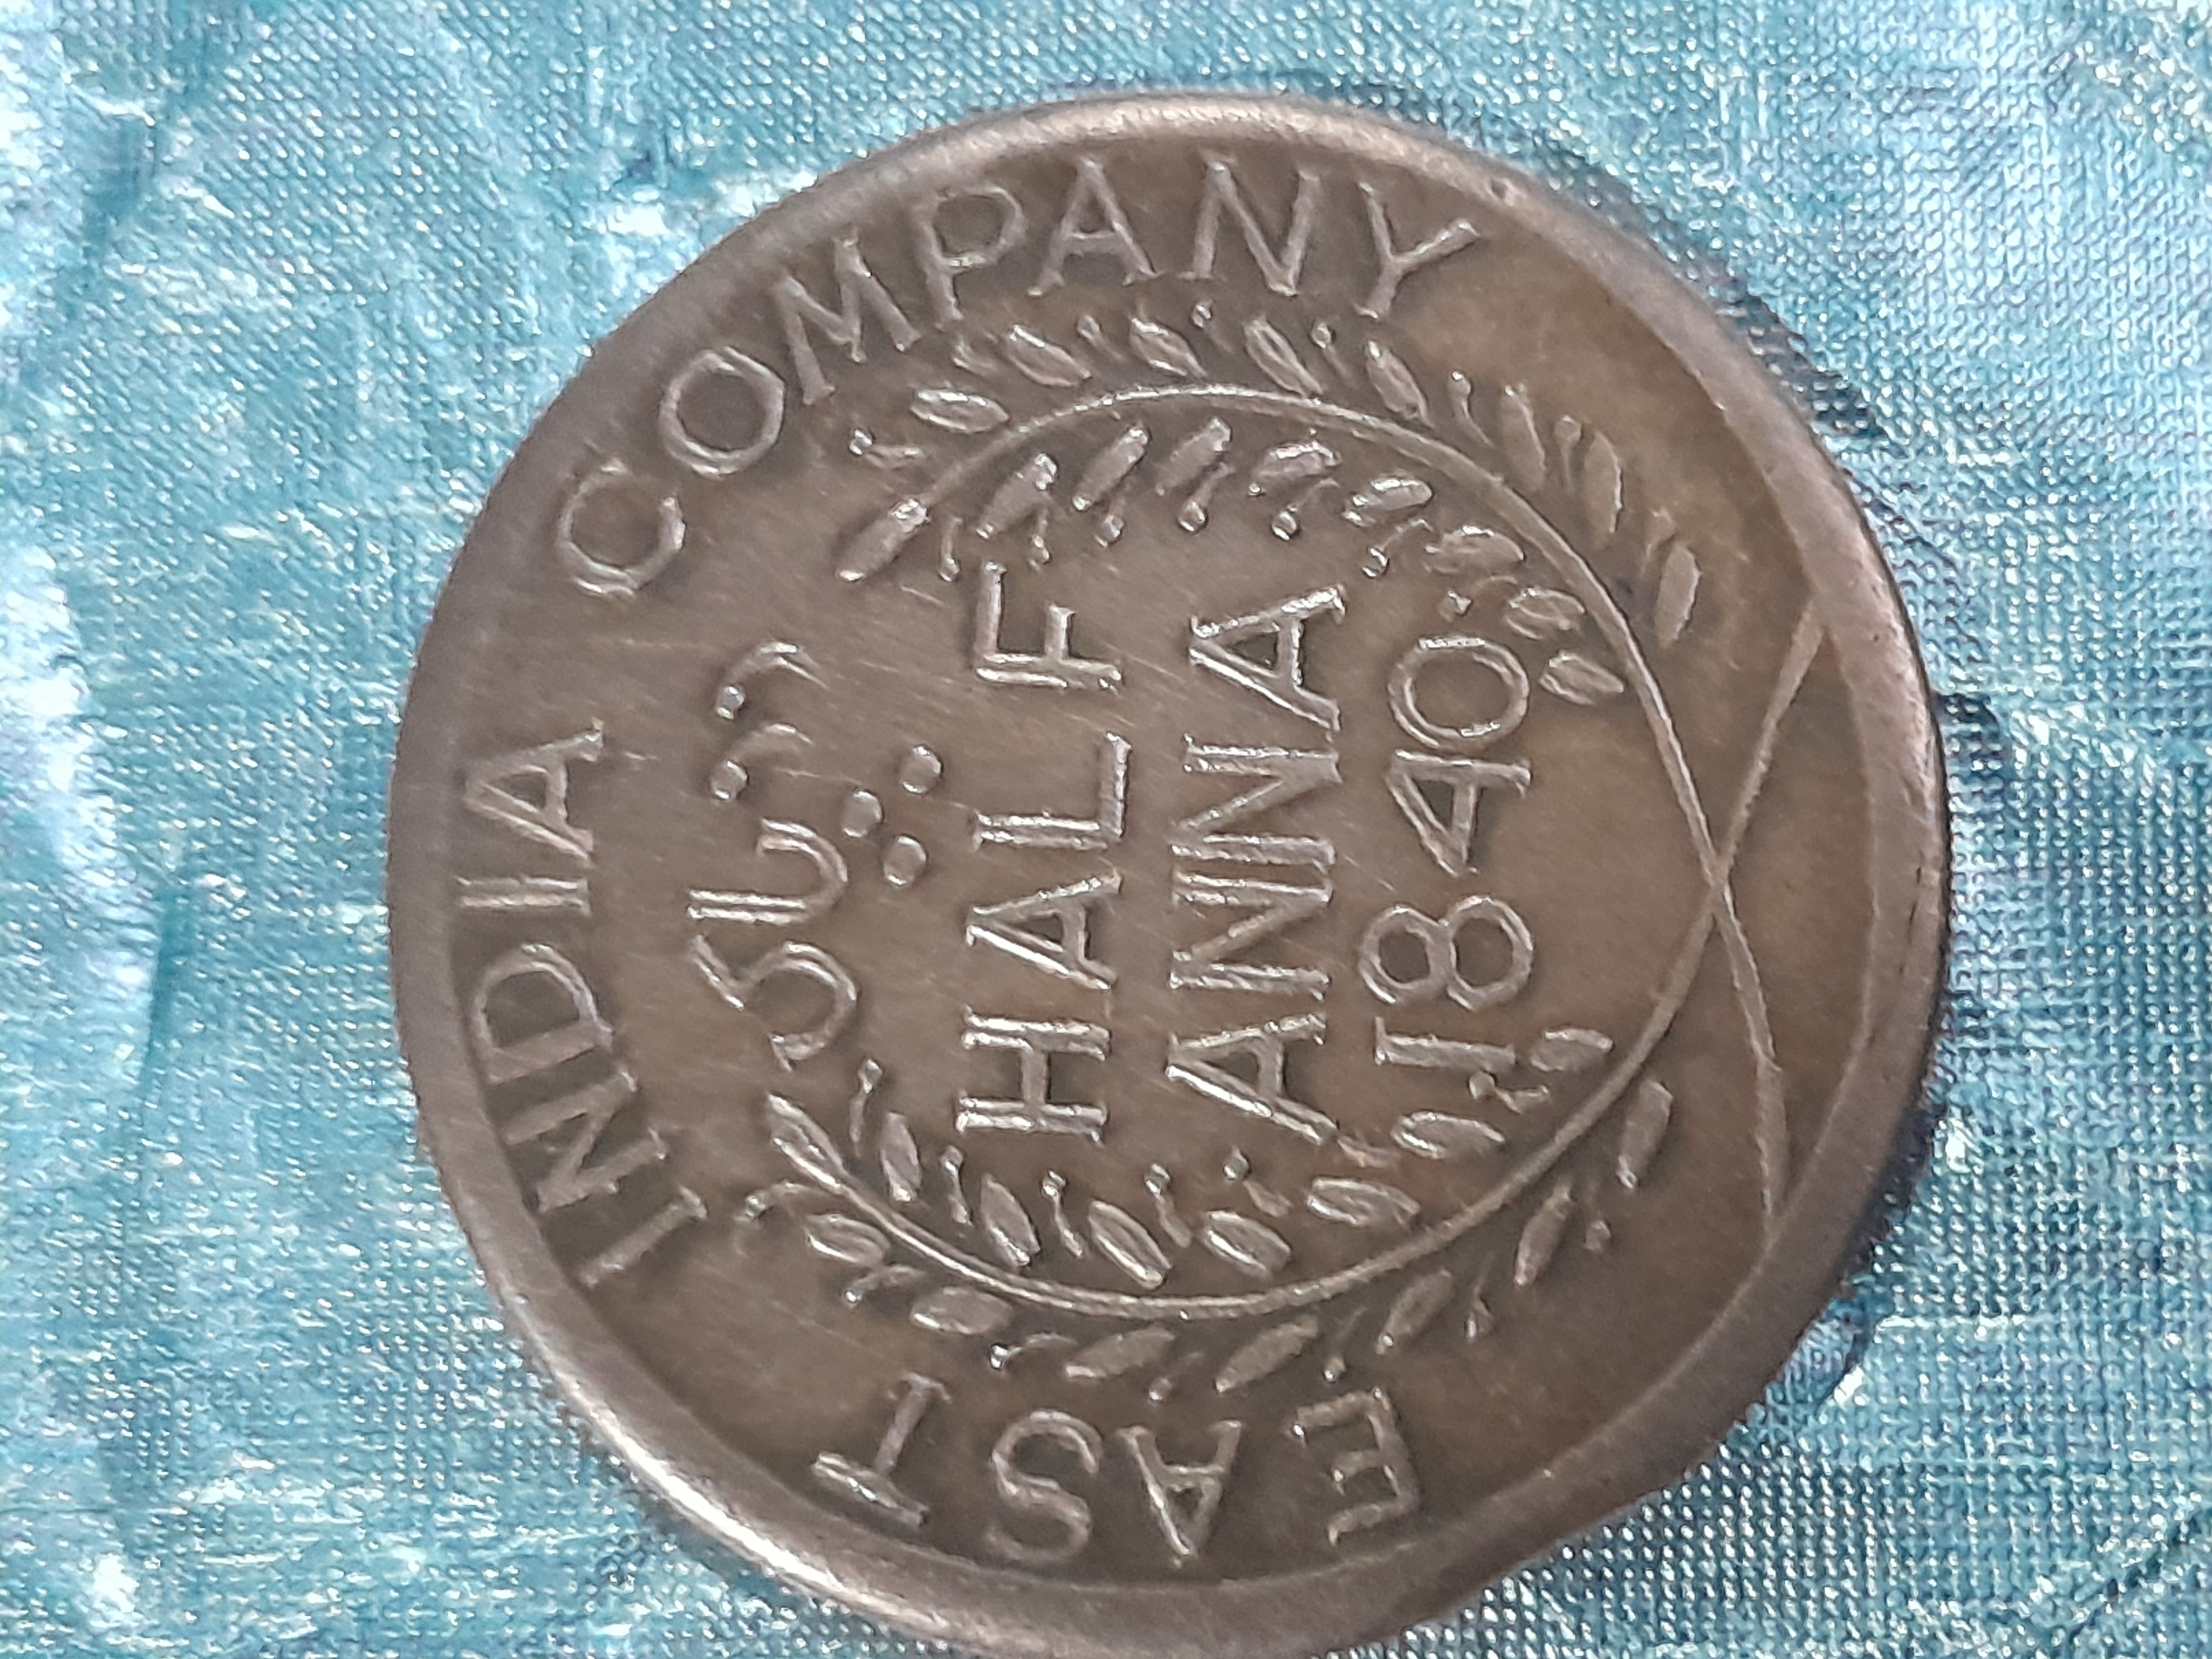 EAST INDIA COMPANY
HALF
ANNA
1840